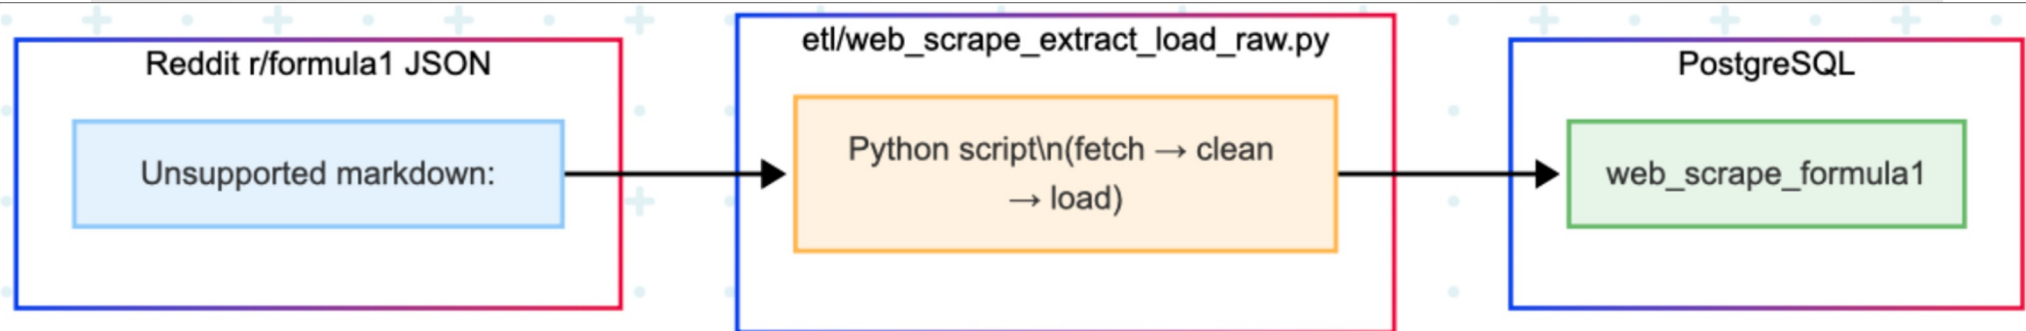 Reddit r/formula1 JSON
Unsupported markdown:
etl/web_scrape_extract_load_raw.py
Python script\n(fetch → clean
→ load)
PostgreSQL
web_scrape_formula1